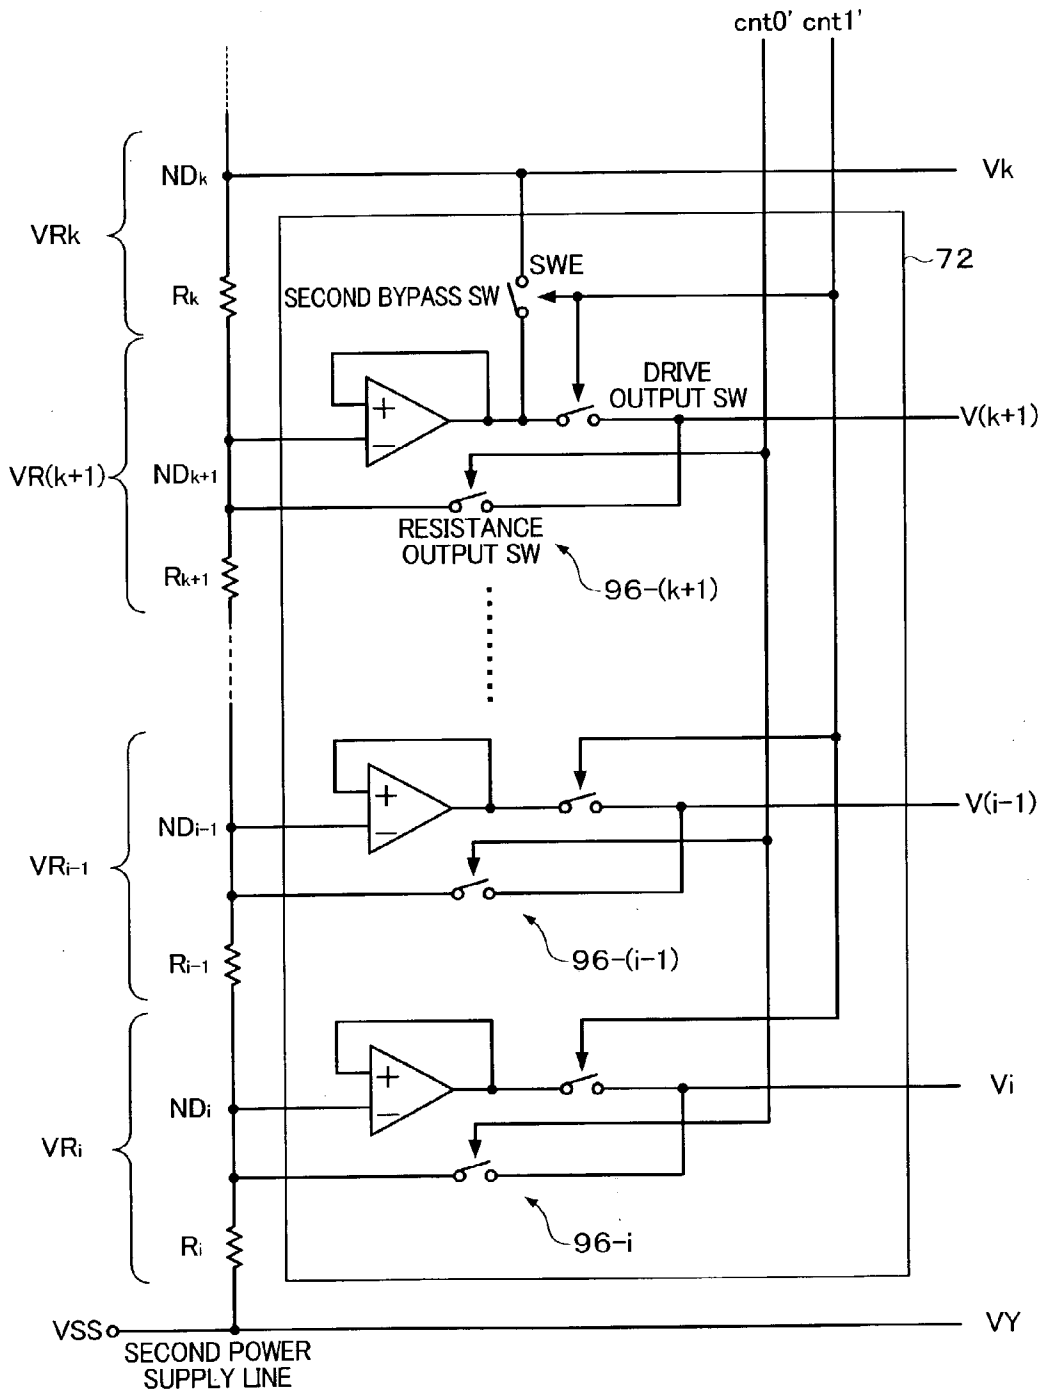 cnt0' cnt1'
NDk
Vk
VRk
72
SWE
SECOND BYPASS SW
Rk
DRIVE
OUTPUT SW
+
V(k+1)
−
VR(k+1)
NDk+1
RESISTANCE
OUTPUT SW
Rk+1
96-(k+1)
+
V(i-1)
NDi-1
−
VRi-1
96-(i-1)
Ri-1
+
Vi
NDi
−
VRi
96-i
Ri
VSS
VY
SECOND POWER
SUPPLY LINE